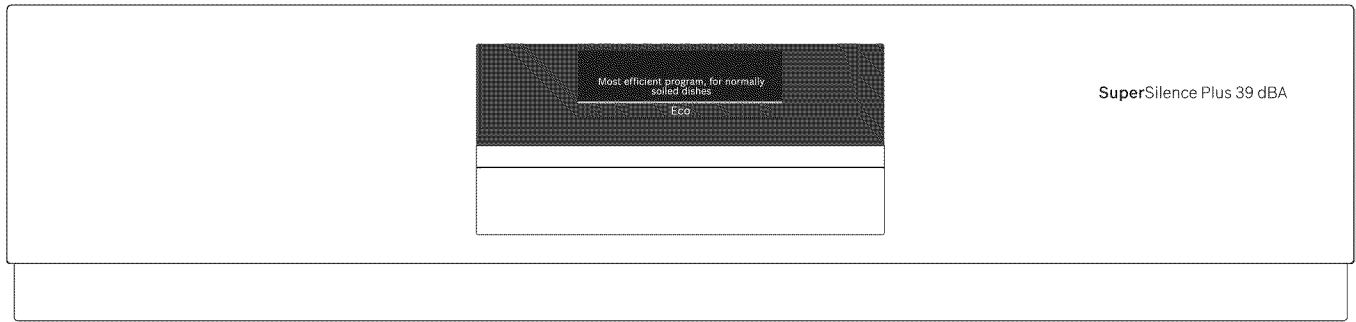 Most efficient program, for normally
soiled dishes
Eco
SuperSilence Plus 39 dBA